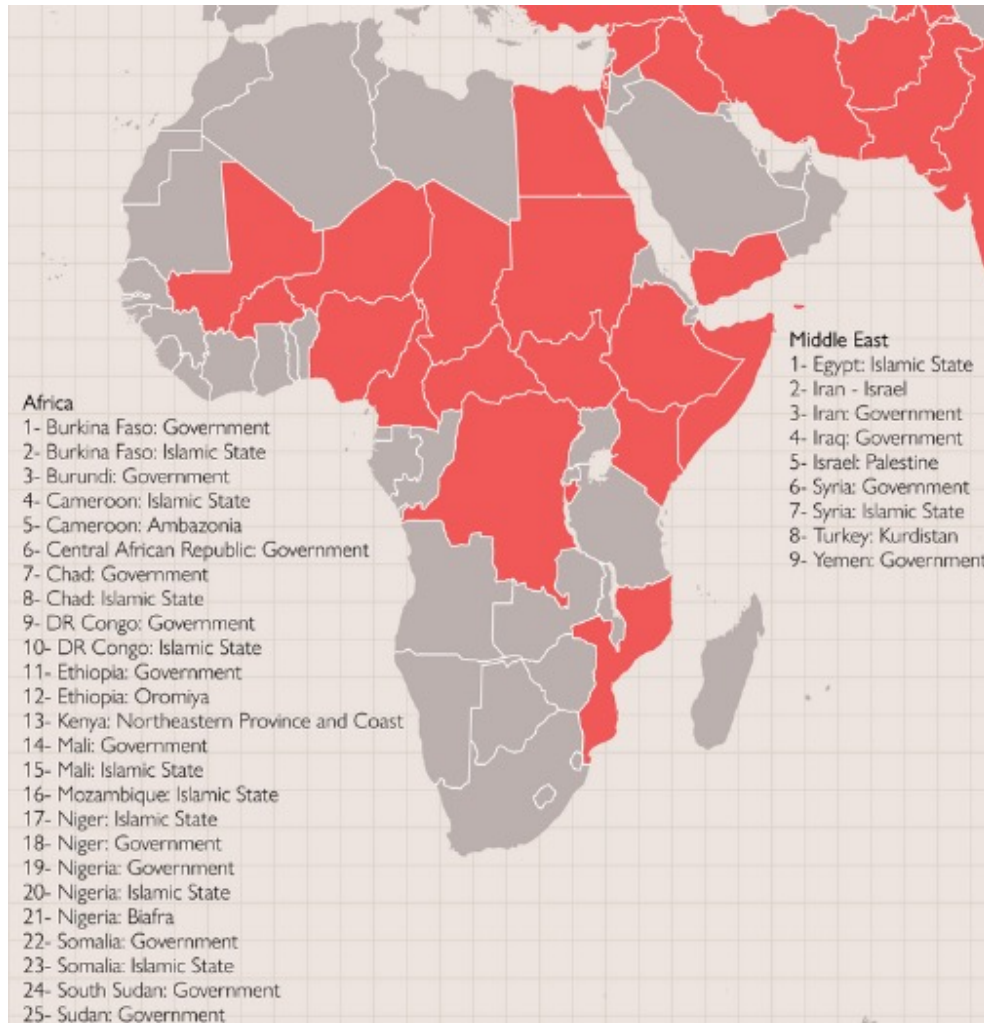 Africa
1- Burkina Faso: Government
2- Burkina Faso: Islamic State
3- Burundi: Government
4- Cameroon: Islamic State
5- Cameroon: Ambazonia
6- Central African Republic: Government
7- Chad: Government
8- Chad: Islamic State
9- DR Congo: Government
10- DR Congo: Islamic State
11- Ethiopia: Government
12- Ethiopia: Oromiya
13- Kenya: Northeastern Province and Coast
14- Mali: Government
15- Mali: Islamic State
16- Mozambique: Islamic State
17- Niger: Islamic State
18- Niger: Government
19- Nigeria: Government
20- Nigeria: Islamic State
21- Nigeria: Biafra
22- Somalia: Government
23- Somalia: Islamic State
24- South Sudan: Government
25- Sudan: Government
Middle East
1- Egypt: Islamic State
2- Iran - Israel
3- Iran: Government
4- Iraq: Government
5- Israel: Palestine
6- Syria: Government
7- Syria: Islamic State
8- Turkey: Kurdistan
9- Yemen: Government